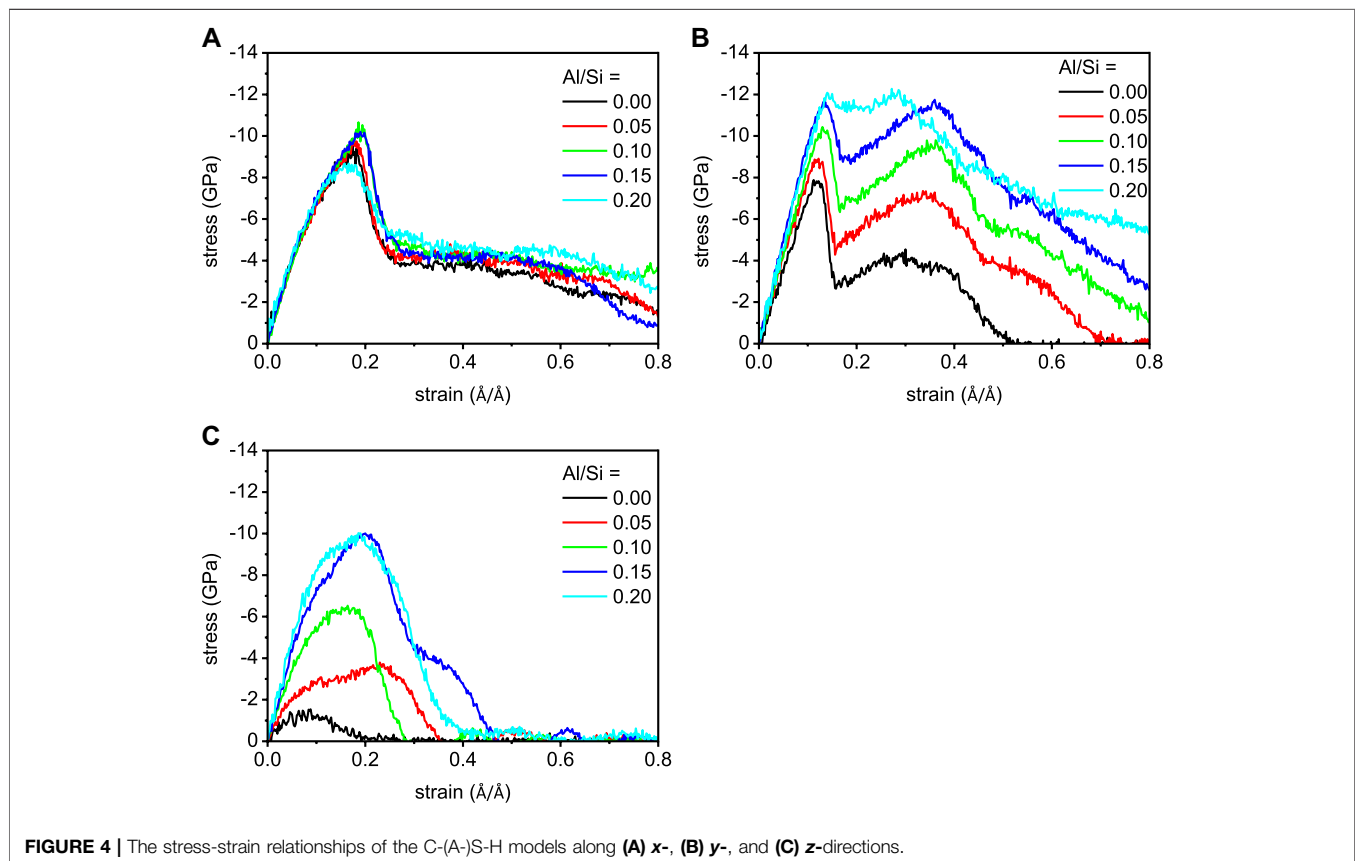 A
-14
-12
-10
-8
-6
-4
-2
0
stress (GPa)
0.0 0.2 0.4 0.6 0.8
strain (Å/Å)
Al/Si =
0.00
0.05
0.10
0.15
0.20
B
-14
-12
-10
-8
-6
-4
-2
0
stress (GPa)
0.0 0.2 0.4 0.6 0.8
strain (Å/Å)
Al/Si =
0.00
0.05
0.10
0.15
0.20
C
-14
-12
-10
-8
-6
-4
-2
0
stress (GPa)
0.0 0.2 0.4 0.6 0.8
strain (Å/Å)
Al/Si =
0.00
0.05
0.10
0.15
0.20
FIGURE 4 | The stress-strain relationships of the C-(A-)S-H models along (A) x-, (B) y-, and (C) z-directions.